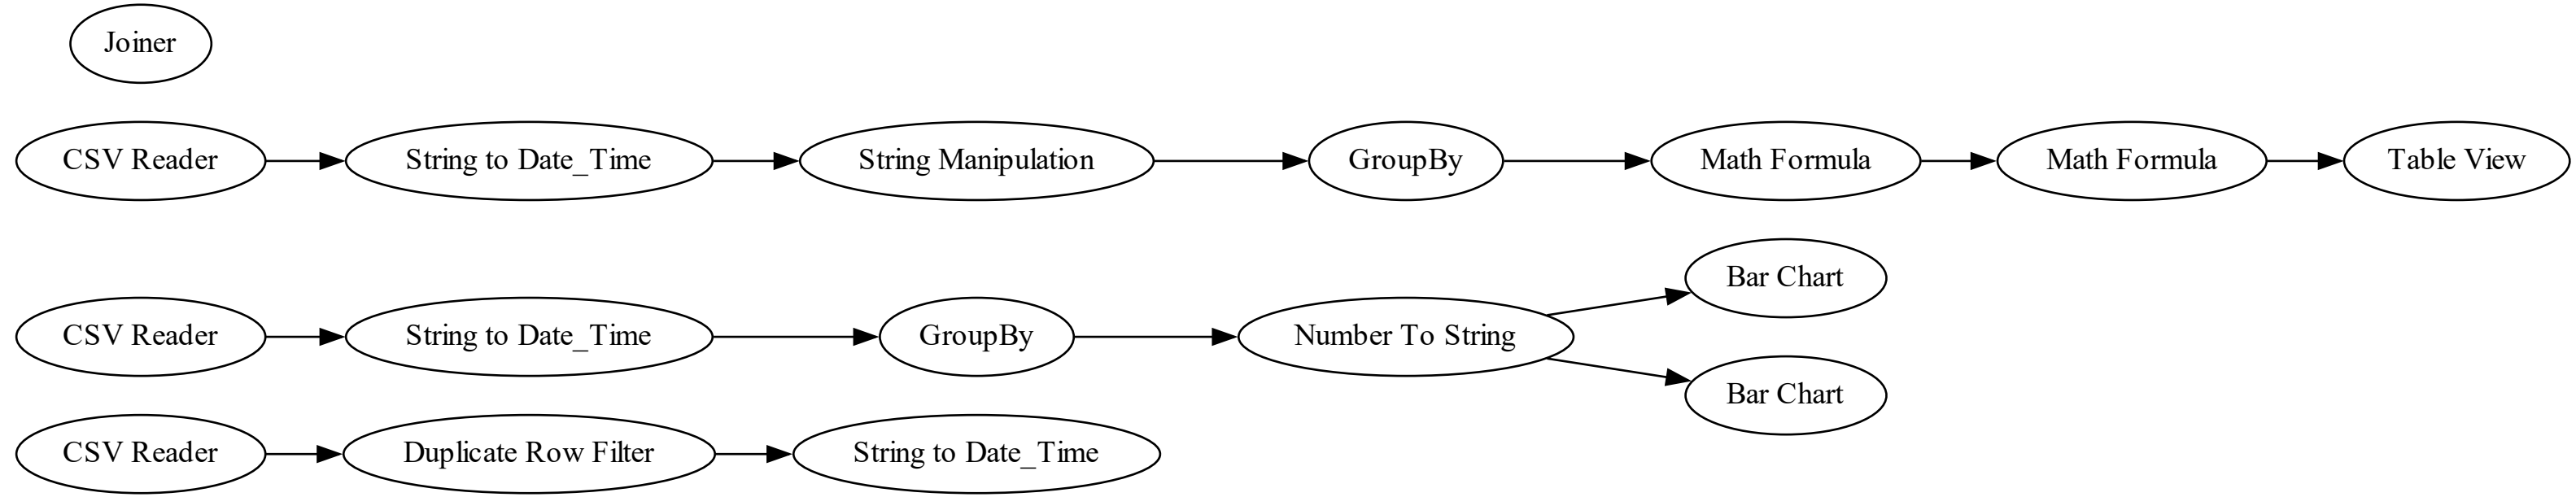 Joiner
CSV Reader
String to Date_Time
String Manipulation
GroupBy
Math Formula
Math Formula
Table View
CSV Reader
String to Date_Time
GroupBy
Number To String
Bar Chart
Bar Chart
CSV Reader
Duplicate Row Filter
String to Date_Time